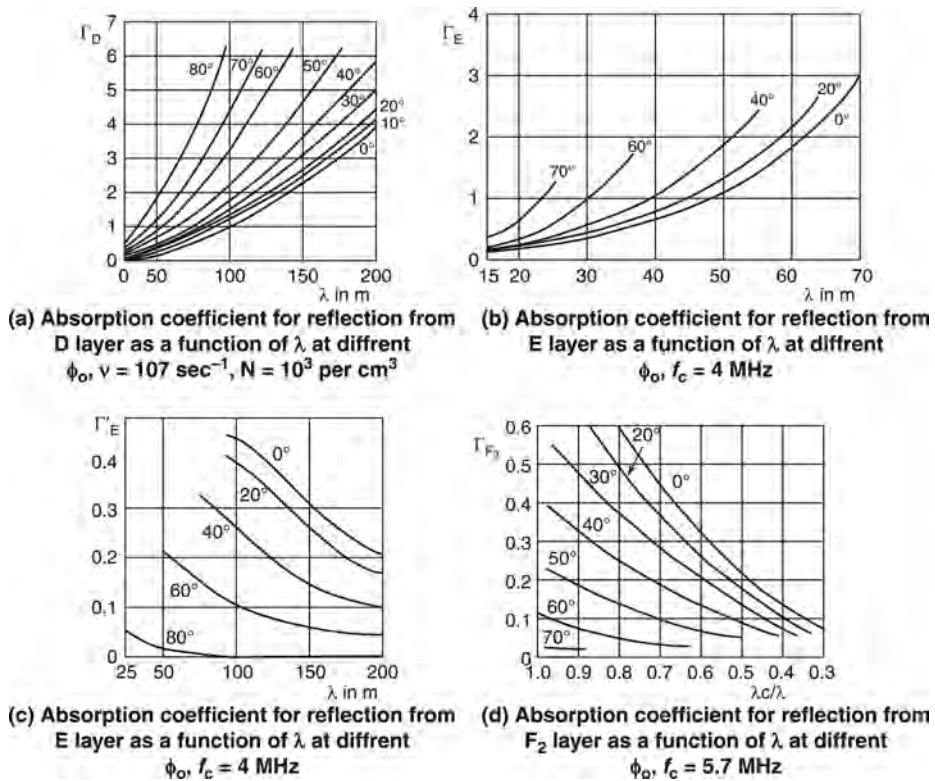 Γ_D
6
5
4
3
2
1
0
80°
70°
60°
50°
40°
30°
20°
10°
0°
0 50 100 150 200
λ in m
(a) Absorption coefficient for reflection from
D layer as a function of λ at diffrent
ϕ_o, ν = 107 sec⁻¹, N = 10³ per cm³
Γ_E
4
3
2
1
0
70°
60°
40°
20°
0°
15 20 30 40 50 60 70
λ in m
(b) Absorption coefficient for reflection from
E layer as a function of λ at diffrent
ϕ_o, f_c = 4 MHz
Γ'_E
0.4
0.3
0.2
0.1
0
0°
20°
40°
60°
80°
25 50 100 150 200
λ in m
(c) Absorption coefficient for reflection from
E layer as a function of λ at diffrent
ϕ_o, f_c = 4 MHz
0.6
0.5
0.4
0.3
0.2
0.1
0
20°
0°
30°
40°
50°
60°
70°
1.0 0.9 0.8 0.7 0.6 0.5 0.4 0.3
λc/λ
(d) Absorption coefficient for reflection from
F₂ layer as a function of λ at diffrent
ϕ_o, f_c = 5.7 MHz